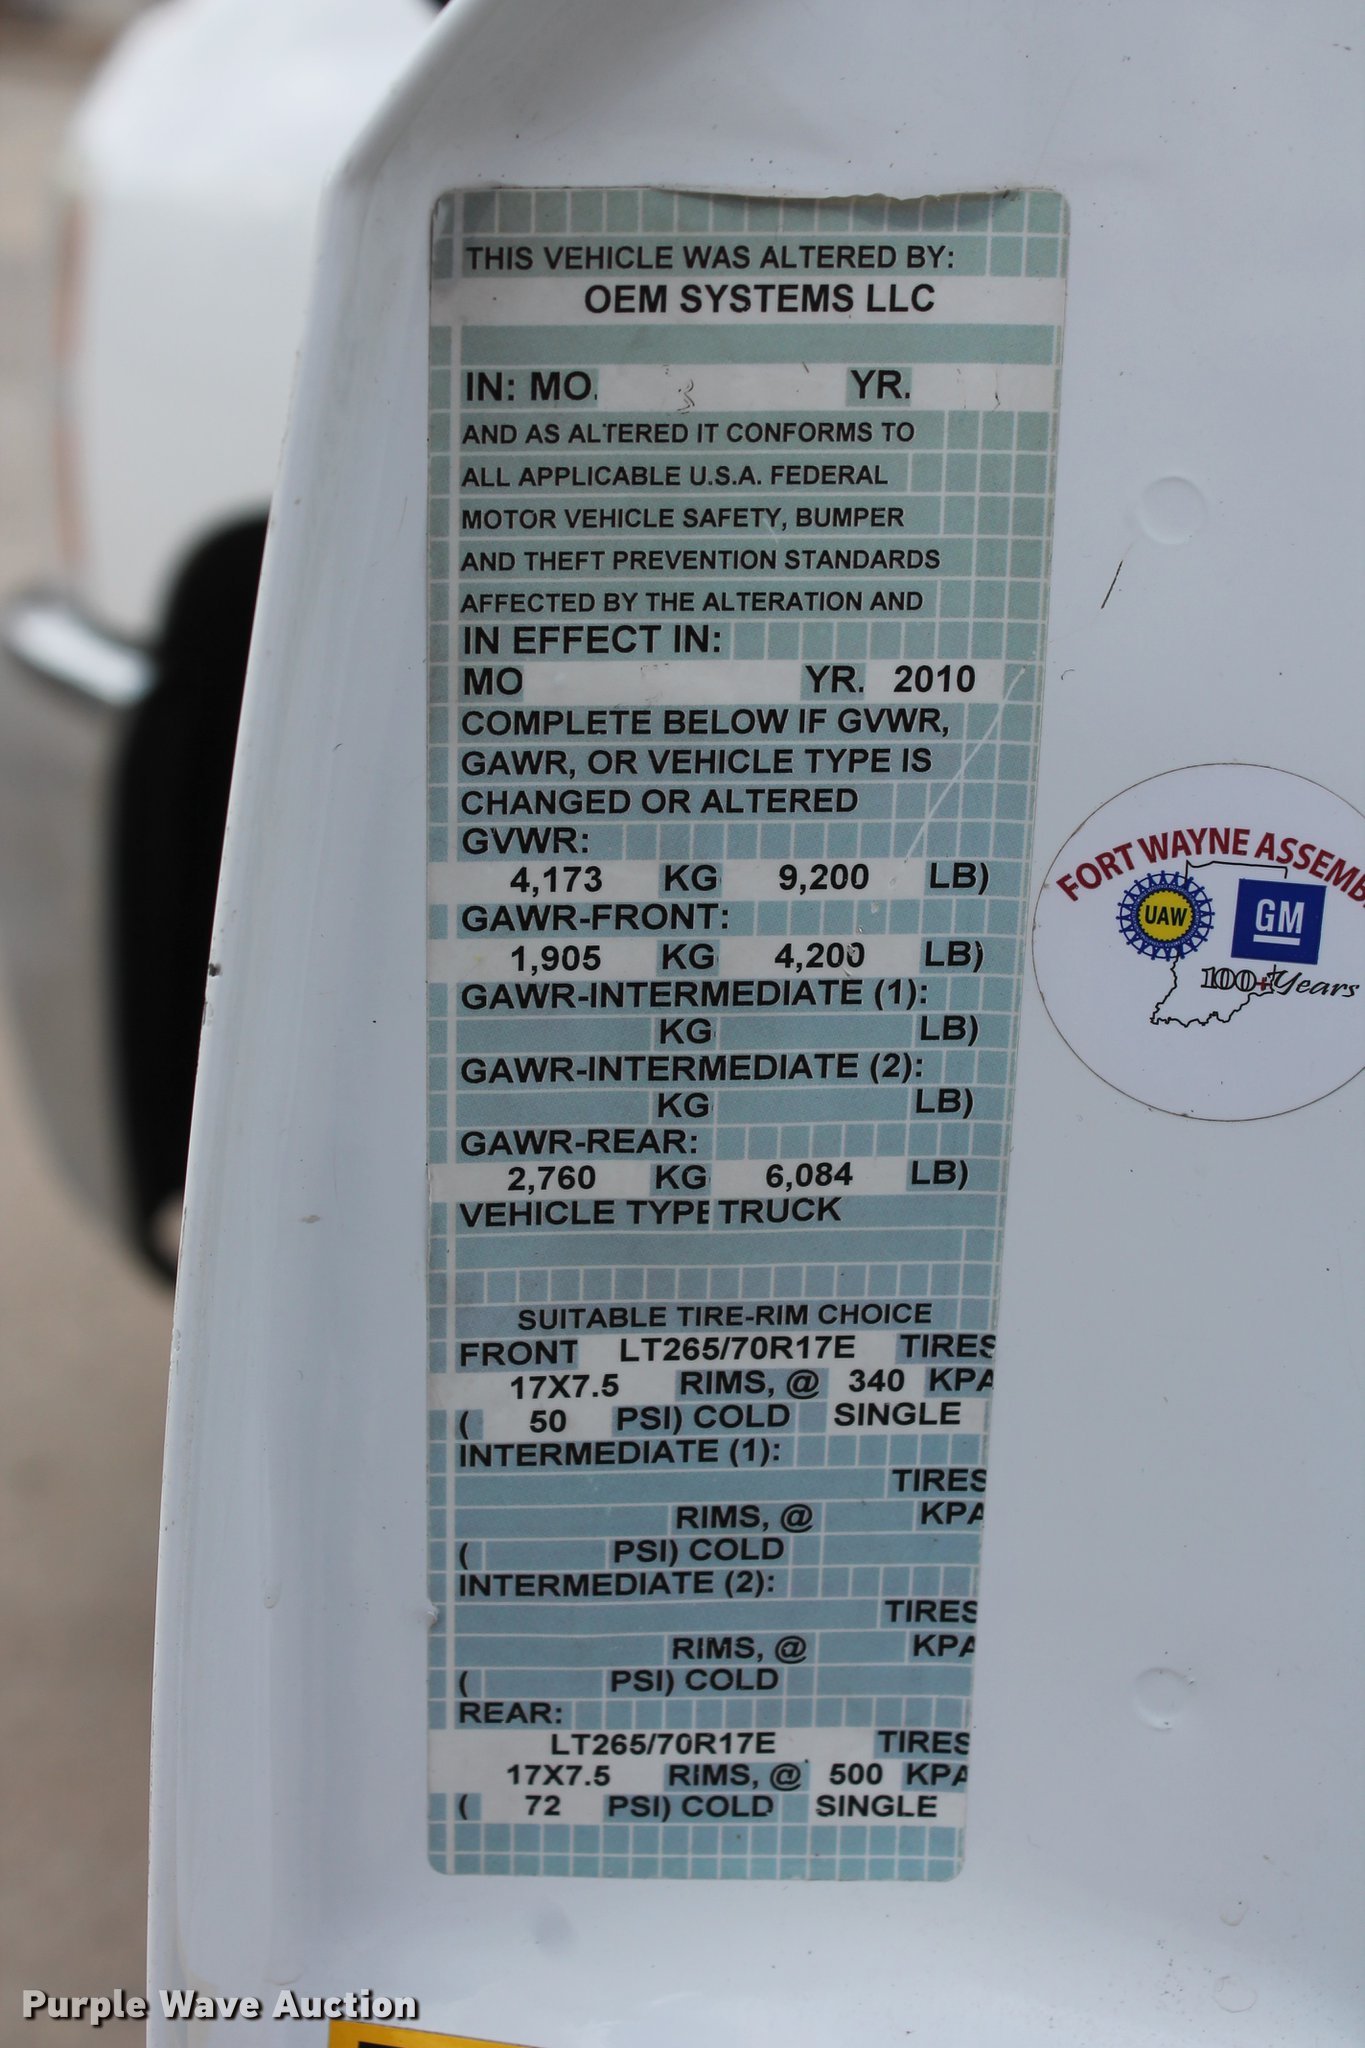 THIS VEHICLE WAS ALTERED BY:
OEM SYSTEMS LLC
IN: MO. YR.
AND AS ALTERED IT CONFORMS TO
ALL APPLICABLE U.S.A. FEDERAL
MOTOR VEHICLE SAFETY, BUMPER
AND THEFT PREVENTION STANDARDS
AFFECTED BY THE ALTERATION AND
IN EFFECT IN:
MO YR. 2010
COMPLETE BELOW IF GVWR,
GAWR, OR VEHICLE TYPE IS
CHANGED OR ALTERED
GVWR:
4,173 KG 9,200 LB)
GAWR-FRONT:
1,905 KG 4,200 LB)
GAWR-INTERMEDIATE (1):
KG LB)
GAWR-INTERMEDIATE (2):
KG LB)
GAWR-REAR:
2,760 KG 6,084 LB)
VEHICLE TYPE TRUCK
SUITABLE TIRE-RIM CHOICE
FRONT LT265/70R17E TIRES
17X7.5 RIMS, @ 340 KPA
( 50 PSI) COLD SINGLE
INTERMEDIATE (1):
TIRES
RIMS, @ KPA
( PSI) COLD
INTERMEDIATE (2):
TIRES
RIMS, @ KPA
( PSI) COLD
REAR:
LT265/70R17E TIRES
17X7.5 RIMS, @ 500 KPA
( 72 PSI) COLD SINGLE
FORT WAYNE ASSEMB
UAW GM
100+ Years
Purple Wave Auction